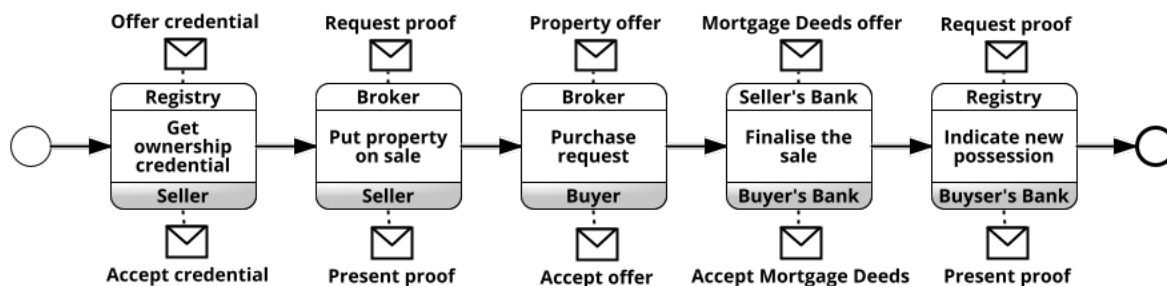 Offer credential
Request proof
Property offer
Mortgage Deeds offer
Request proof
Registry
Broker
Broker
Seller's Bank
Registry
Get
ownership
credential
Put property
on sale
Purchase
request
Finalise the
sale
Indicate new
possession
Seller
Seller
Buyer
Buyer's Bank
Buyser's Bank
Accept credential
Present proof
Accept offer
Accept Mortgage Deeds
Present proof